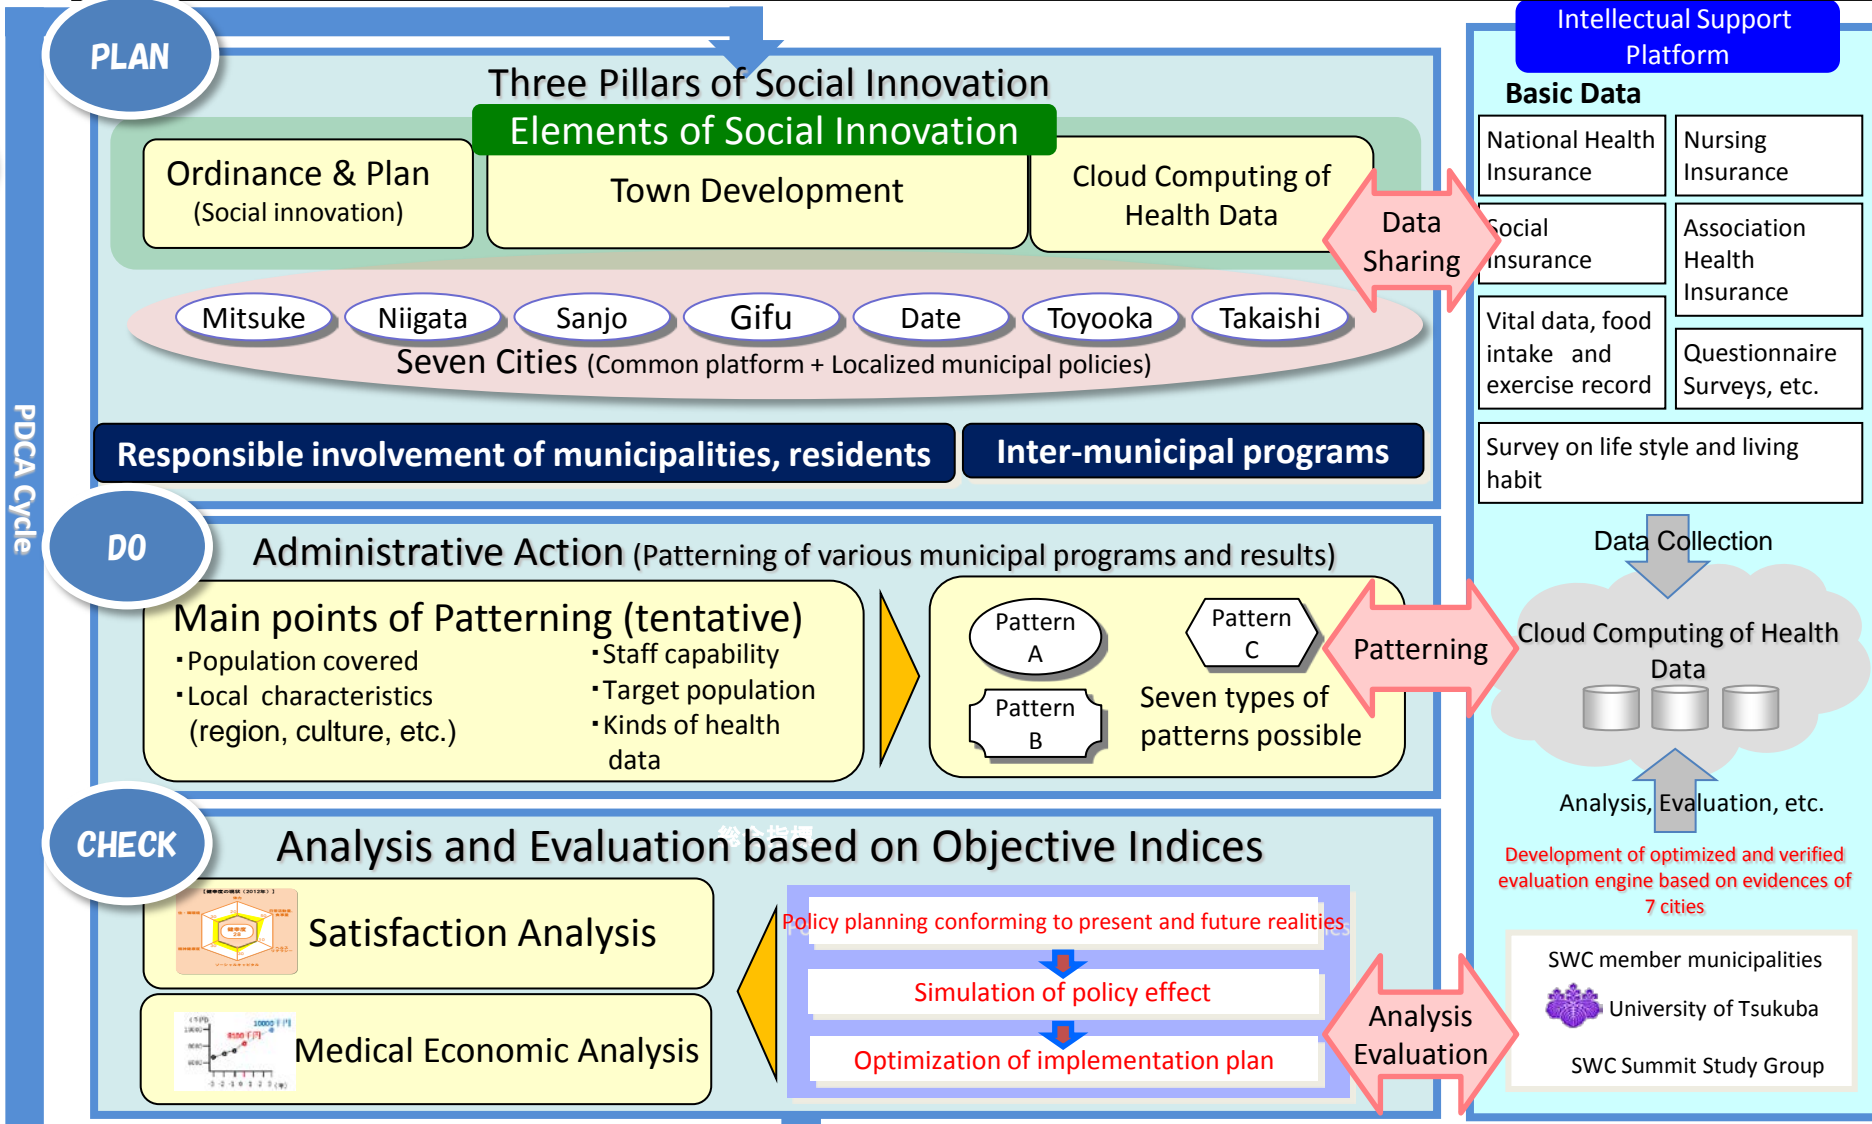 PLAN
Three Pillars of Social Innovation
Elements of Social Innovation
Ordinance & Plan
(Social innovation)
Town Development
Cloud Computing of
Health Data
Mitsuke
Niigata
Sanjo
Gifu
Date
Toyooka
Takaishi
Seven Cities (Common platform + Localized municipal policies)
Responsible involvement of municipalities, residents
Inter-municipal programs
PDCA Cycle
DO
Administrative Action (Patterning of various municipal programs and results)
Main points of Patterning (tentative)
・Population covered
・Local characteristics
(region, culture, etc.)
・Staff capability
・Target population
・Kinds of health
data
Pattern
A
Pattern
B
Pattern
C
Seven types of
patterns possible
CHECK
Analysis and Evaluation based on Objective Indices
Satisfaction Analysis
Medical Economic Analysis
10000千円
Policy planning conforming to present and future realities
Simulation of policy effect
Optimization of implementation plan
Data
Sharing
Patterning
Analysis
Evaluation
Intellectual Support
Platform
Basic Data
National Health
Insurance
Nursing
Insurance
Social
Insurance
Association
Health
Insurance
Vital data, food
intake and
exercise record
Questionnaire
Surveys, etc.
Survey on life style and living
habit
Data Collection
Cloud Computing of Health
Data
Analysis, Evaluation, etc.
Development of optimized and verified
evaluation engine based on evidences of
7 cities
SWC member municipalities
University of Tsukuba
SWC Summit Study Group